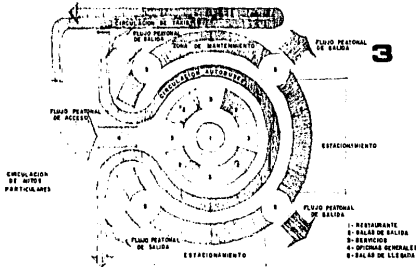 CIRCULACION DE TAXIS
FLUJO PEATONAL
DE SALIDA
ZONA DE MANTENIMIENTO
FLUJO PEATONAL
DE SALIDA
3
CIRCULACION AUTOBUSES
FLUJO PEATONAL
DE ACCESO
ESTACIONAMIENTO
CIRCULACION
DE AUTOS
PARTICULARES
FLUJO PEATONAL
DE SALIDA
FLUJO PEATONAL
DE SALIDA
ESTACIONAMIENTO
1- RESTAURANTE
2- SALAS DE SALIDA
3- SERVICIOS
4- OFICINAS GENERALES
5- SALAS DE LLEGADA